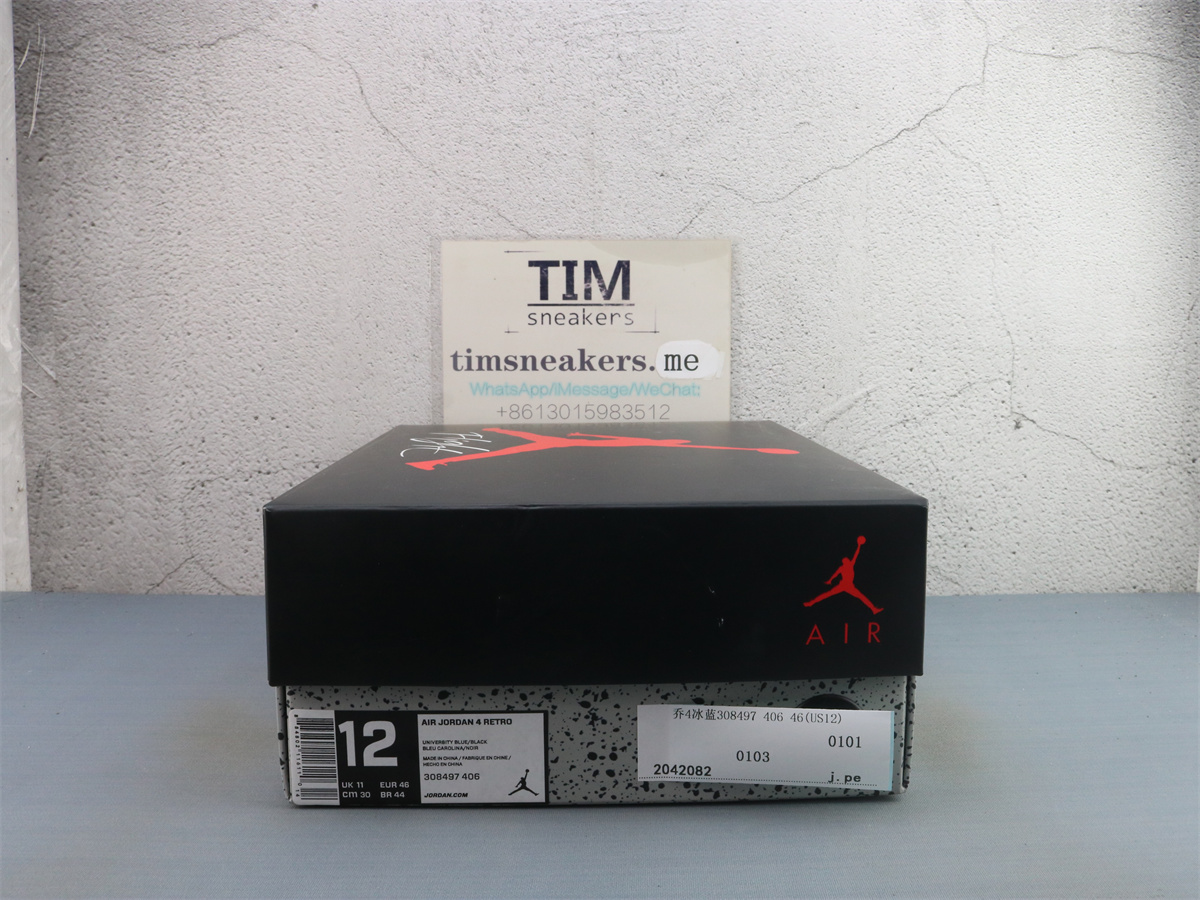 TIM
sneakers
timsneakers.me
WhatsApp/iMessage/WeChat:
+8613015983512
Flight
AIR
12
UK 11 EUR 46
cm 30 BR 44
AIR JORDAN 4 RETRO
UNIVERSITY BLUE/BLACK
BLEU CAROLINA/NOIR
MADE IN CHINA / FABRIQUE EN CHINE/
HECHO EN CHINA
308497 406
JORDAN.COM
乔4冰蓝308497 406 46(US12)
0101
0103
2042082
j.pe